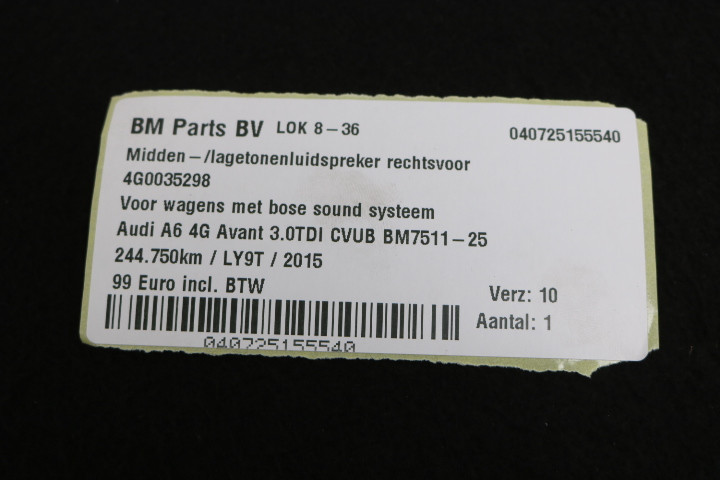 BM Parts BV LOK 8-36 040725155540
Midden-/lagetonenluidspreker rechtsvoor
4G0035298
Voor wagens met bose sound systeem
Audi A6 4G Avant 3.0TDI CVUB BM7511-25
244.750km / LY9T / 2015
99 Euro incl. BTW
Verz: 10
Aantal: 1
040725155540